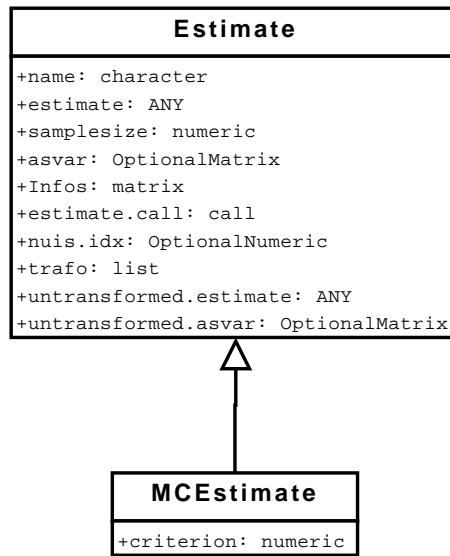 Estimate
+name: character
+estimate: ANY
+samplesize: numeric
+asvar: OptionalMatrix
+Infos: matrix
+estimate.call: call
+nuis.idx: OptionalNumeric
+trafo: list
+untransformed.estimate: ANY
+untransformed.asvar: OptionalMatrix
MCEstimate
+criterion: numeric